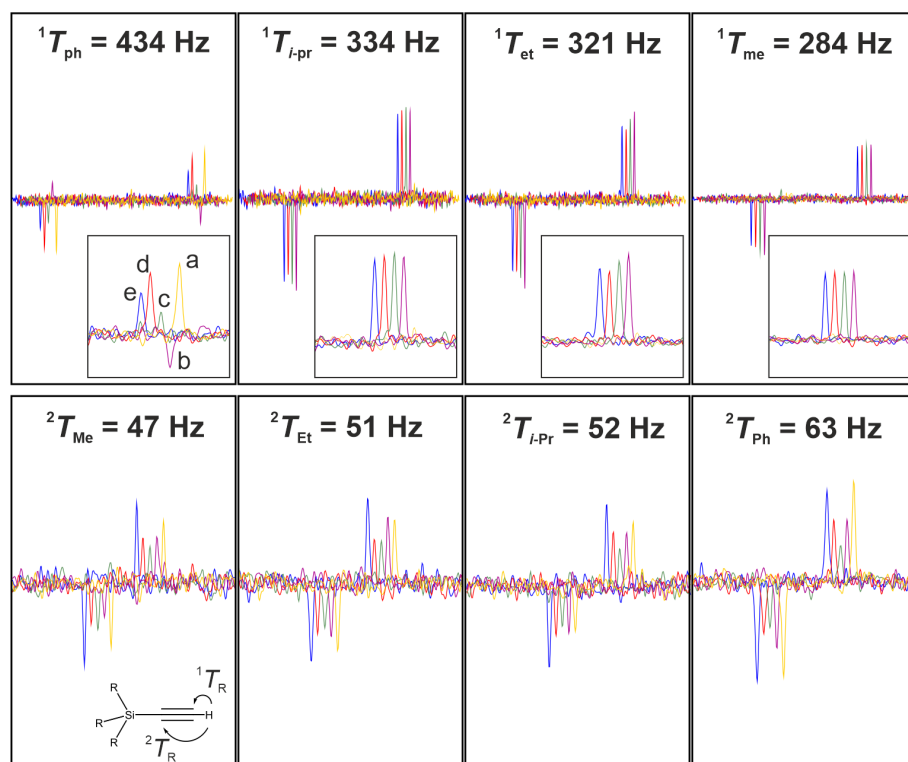 ¹T_ph = 434 Hz
¹T_i-pr = 334 Hz
¹T_et = 321 Hz
¹T_me = 284 Hz
a
d
e
c
b
²T_Me = 47 Hz
²T_Et = 51 Hz
²T_i-Pr = 52 Hz
²T_Ph = 63 Hz
¹T_R
R
R Si H
R
²T_R